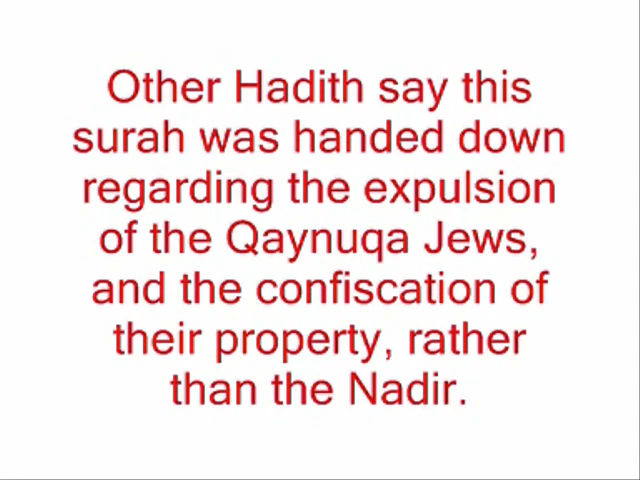 Other Hadith say this
surah was handed down
regarding the expulsion
of the Qaynuqa Jews,
and the confiscation of
their property, rather
than the Nadir.